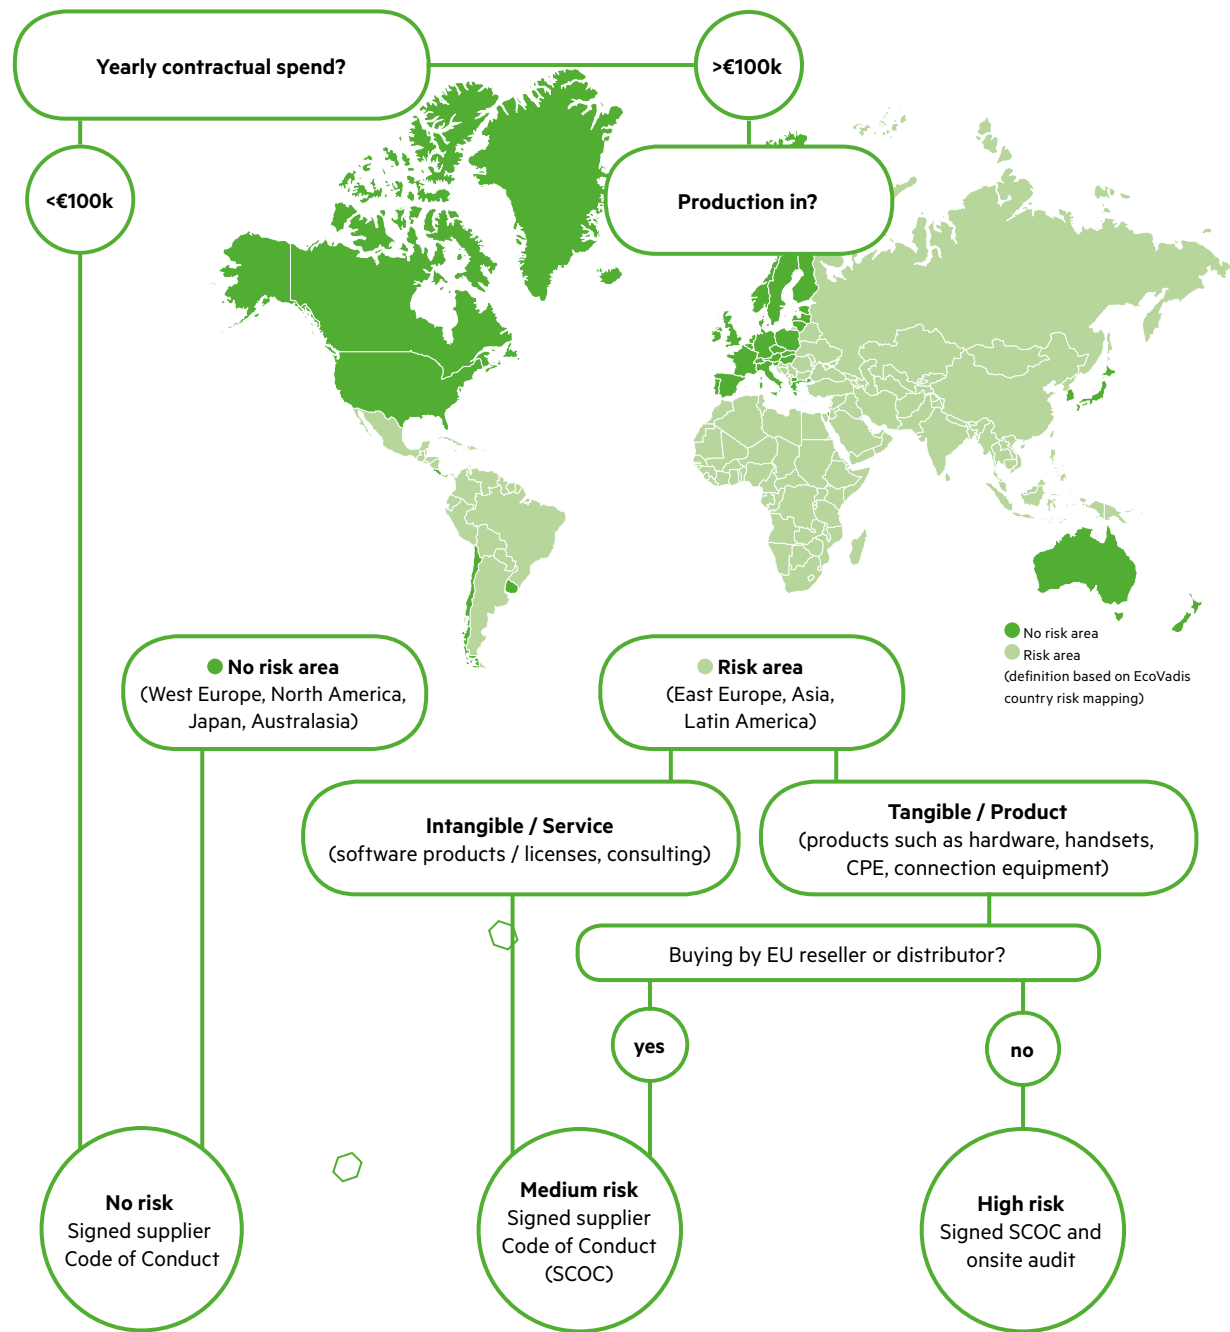 Yearly contractual spend?
>€100k
<€100k
Production in?
No risk area
Risk area
(definition based on EcoVadis
country risk mapping)
No risk area
(West Europe, North America,
Japan, Australasia)
Risk area
(East Europe, Asia,
Latin America)
Intangible / Service
(software products / licenses, consulting)
Tangible / Product
(products such as hardware, handsets,
CPE, connection equipment)
Buying by EU reseller or distributor?
yes
no
No risk
Signed supplier
Code of Conduct
Medium risk
Signed supplier
Code of Conduct
(SCOC)
High risk
Signed SCOC and
onsite audit